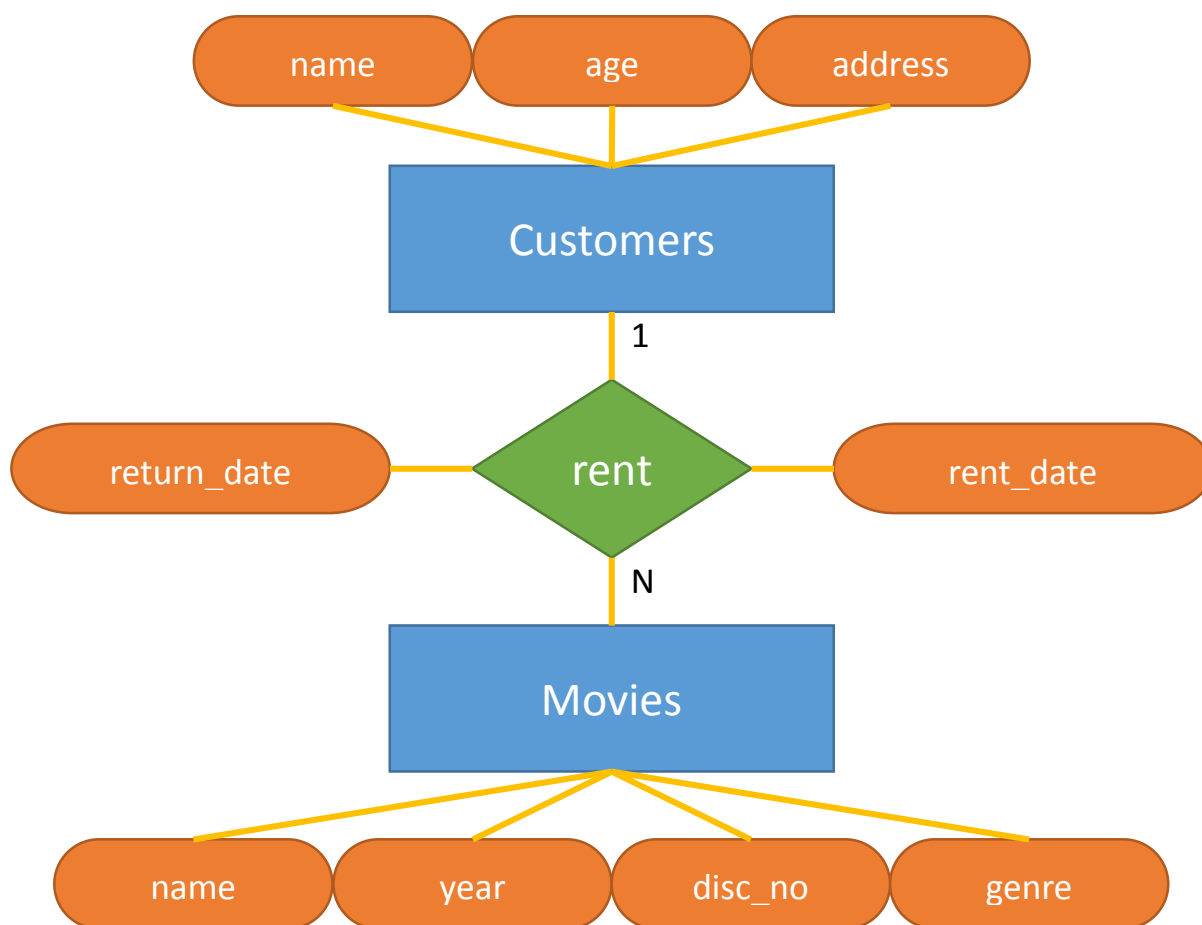 name
age
address
Customers
1
return_date
rent
rent_date
N
Movies
name
year
disc_no
genre